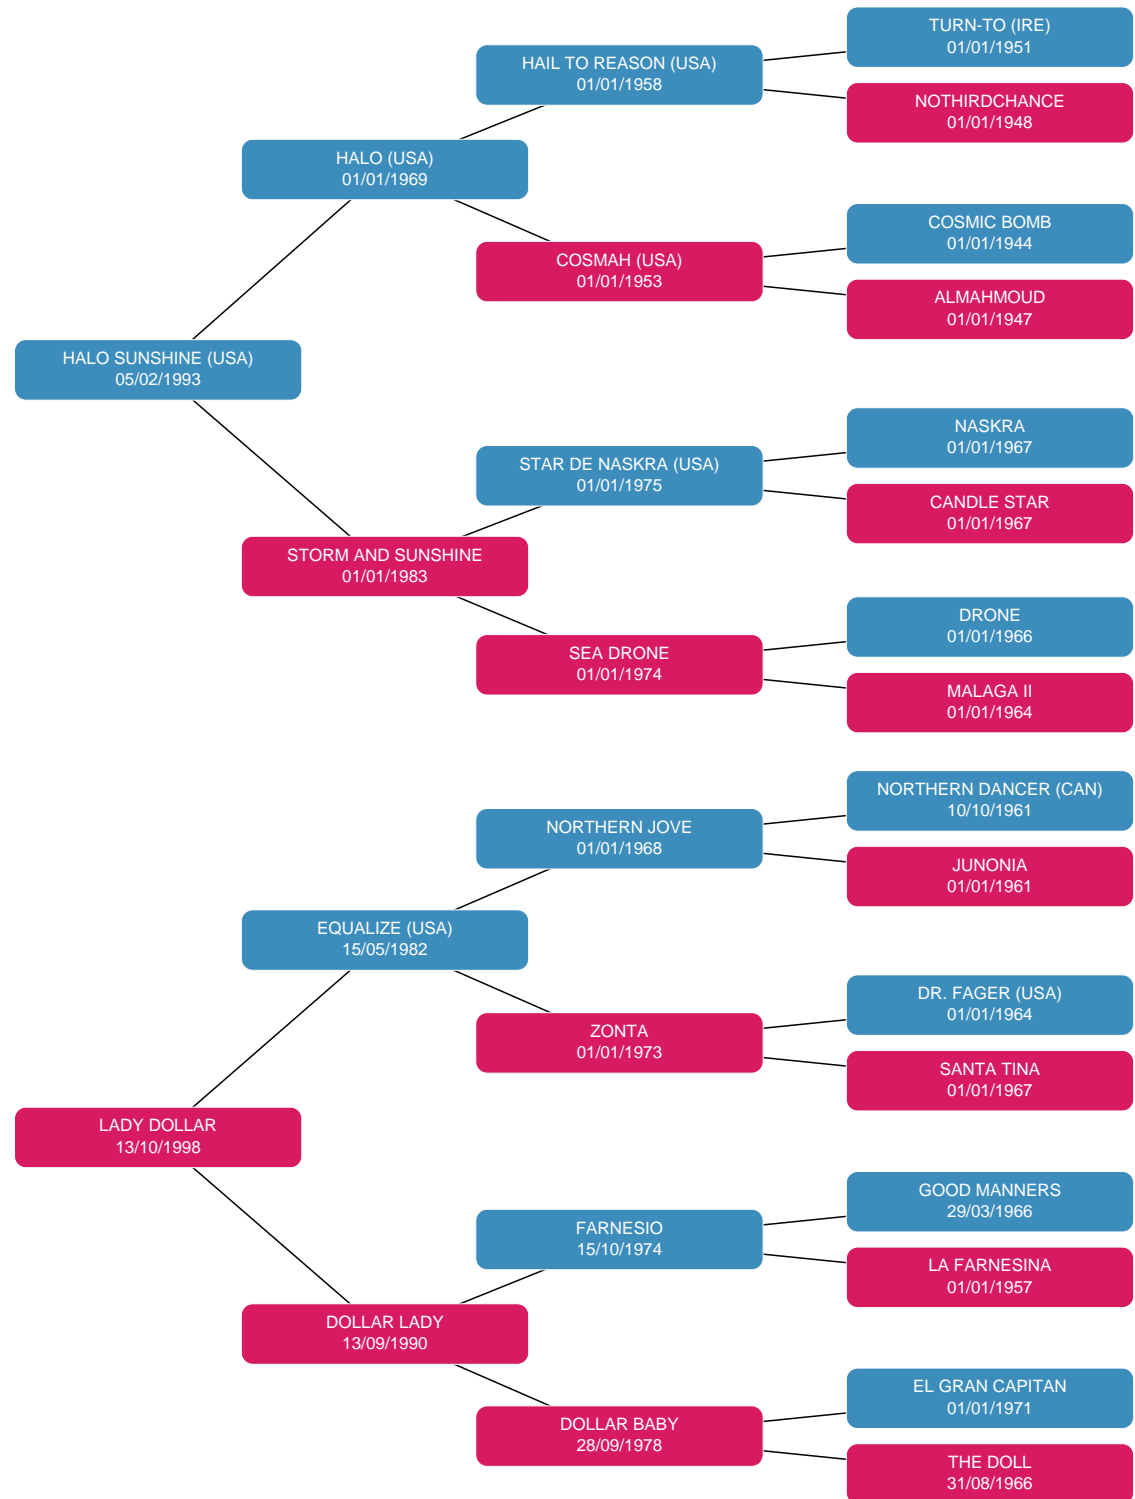 TURN-TO (IRE)
01/01/1951
HAIL TO REASON (USA)
01/01/1958
NOTHIRDCHANCE
01/01/1948
HALO (USA)
01/01/1969
COSMIC BOMB
01/01/1944
COSMAH (USA)
01/01/1953
ALMAHMOUD
01/01/1947
HALO SUNSHINE (USA)
05/02/1993
NASKRA
01/01/1967
STAR DE NASKRA (USA)
01/01/1975
CANDLE STAR
01/01/1967
STORM AND SUNSHINE
01/01/1983
DRONE
01/01/1966
SEA DRONE
01/01/1974
MALAGA II
01/01/1964
NORTHERN DANCER (CAN)
10/10/1961
NORTHERN JOVE
01/01/1968
JUNONIA
01/01/1961
EQUALIZE (USA)
15/05/1982
DR. FAGER (USA)
01/01/1964
ZONTA
01/01/1973
SANTA TINA
01/01/1967
LADY DOLLAR
13/10/1998
GOOD MANNERS
29/03/1966
FARNESIO
15/10/1974
LA FARNESINA
01/01/1957
DOLLAR LADY
13/09/1990
EL GRAN CAPITAN
01/01/1971
DOLLAR BABY
28/09/1978
THE DOLL
31/08/1966